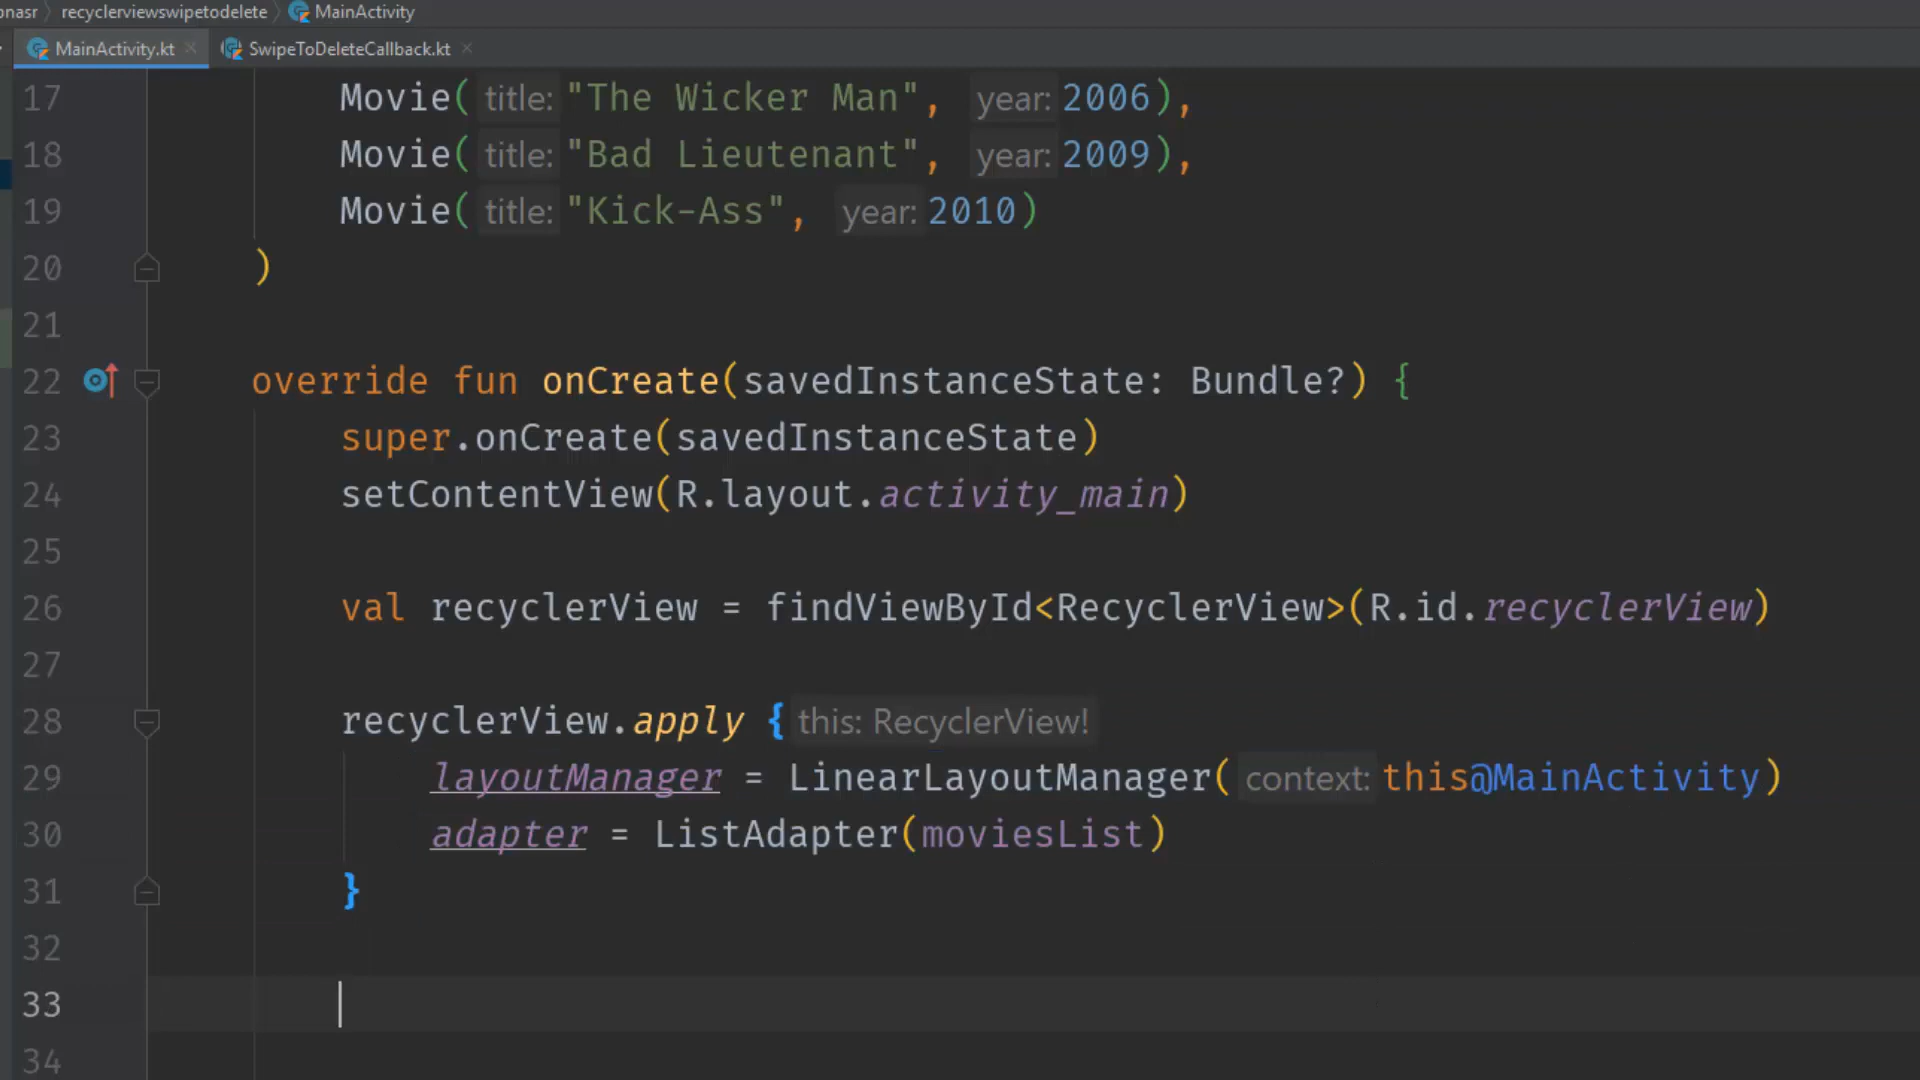 onasr recyclerviewswipetodelete MainActivity
MainActivity.kt SwipeToDeleteCallback.kt
17 Movie( title: "The Wicker Man", year: 2006),
18 Movie( title: "Bad Lieutenant", year: 2009),
19 Movie( title: "Kick-Ass", year: 2010)
20 )
21
22 override fun onCreate(savedInstanceState: Bundle?) {
23 super.onCreate(savedInstanceState)
24 setContentView(R.layout.activity_main)
25
26 val recyclerView = findViewById<RecyclerView>(R.id.recyclerView)
27
28 recyclerView.apply { this: RecyclerView!
29 layoutManager = LinearLayoutManager( context: this@MainActivity)
30 adapter = ListAdapter(moviesList)
31 }
32
33
34